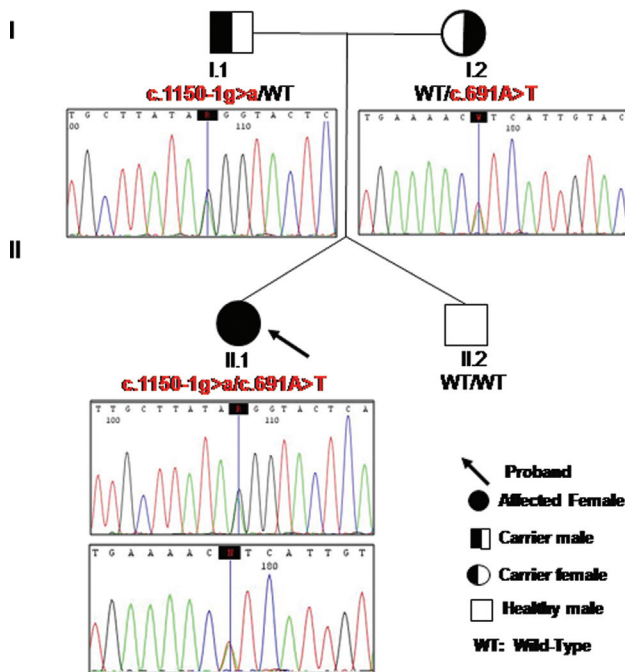 I
I.1
I.2
c.1150-1g>a/WT
WT/c.691A>T
T G C T T A T A R G G T A C T C
00 110
T G A A A A C W T C A T T G T A C
180
II
II.1
II.2
c.1150-1g>a/c.691A>T
WT/WT
T T G C T T A T A R G G T A C T C A
100 110
T G A A A A C W T C A T T G T
180
Proband
Affected Female
Carrier male
Carrier female
Healthy male
WT: Wild-Type